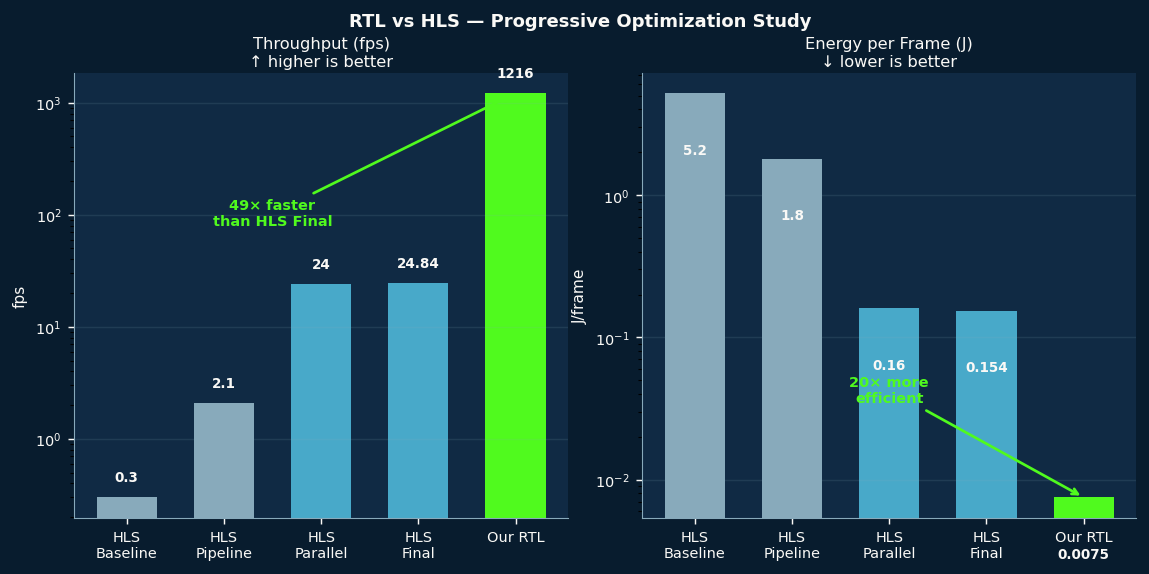 RTL vs HLS — Progressive Optimization Study
Throughput (fps)
↑ higher is better
fps
10³
10²
10¹
10⁰
0.3
2.1
24
24.84
1216
49× faster
than HLS Final
HLS
Baseline
HLS
Pipeline
HLS
Parallel
HLS
Final
Our RTL
Energy per Frame (J)
↓ lower is better
J/frame
10⁰
10⁻¹
10⁻²
5.2
1.8
0.16
0.154
20× more
efficient
HLS
Baseline
HLS
Pipeline
HLS
Parallel
HLS
Final
Our RTL
0.0075